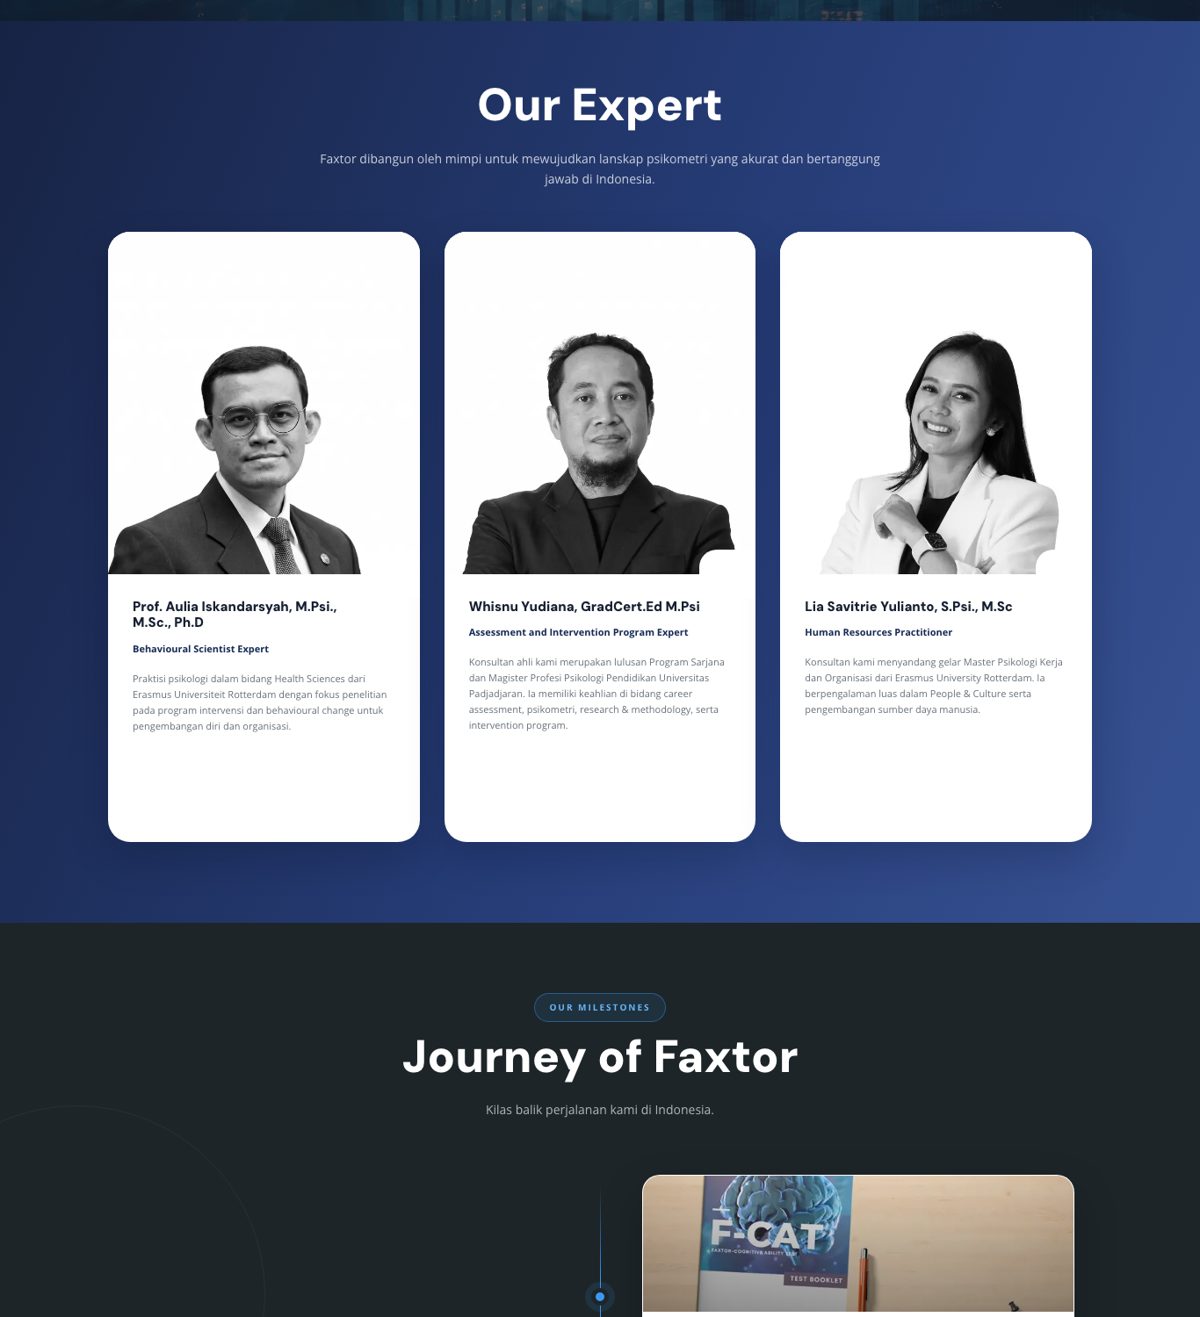 Our Expert
Faxtor dibangun oleh mimpi untuk mewujudkan lanskap psikometri yang akurat dan bertanggung
jawab di Indonesia.
Prof. Aulia Iskandarsyah, M.Psi.,
M.Sc., Ph.D
Behavioural Scientist Expert
Praktisi psikologi dalam bidang Health Sciences dari
Erasmus Universiteit Rotterdam dengan fokus penelitian
pada program intervensi dan behavioural change untuk
pengembangan diri dan organisasi.
Whisnu Yudiana, GradCert.Ed M.Psi
Assessment and Intervention Program Expert
Konsultan ahli kami merupakan lulusan Program Sarjana
dan Magister Profesi Psikologi Pendidikan Universitas
Padjadjaran. Ia memiliki keahlian di bidang career
assessment, psikometri, research & methodology, serta
intervention program.
Lia Savitrie Yulianto, S.Psi., M.Sc
Human Resources Practitioner
Konsultan kami menyandang gelar Master Psikologi Kerja
dan Organisasi dari Erasmus University Rotterdam. Ia
berpengalaman luas dalam People & Culture serta
pengembangan sumber daya manusia.
OUR MILESTONES
Journey of Faxtor
Kilas balik perjalanan kami di Indonesia.
F-CAT
FAXTOR-COGNITIVE ABILITY TEST
TEST BOOKLET